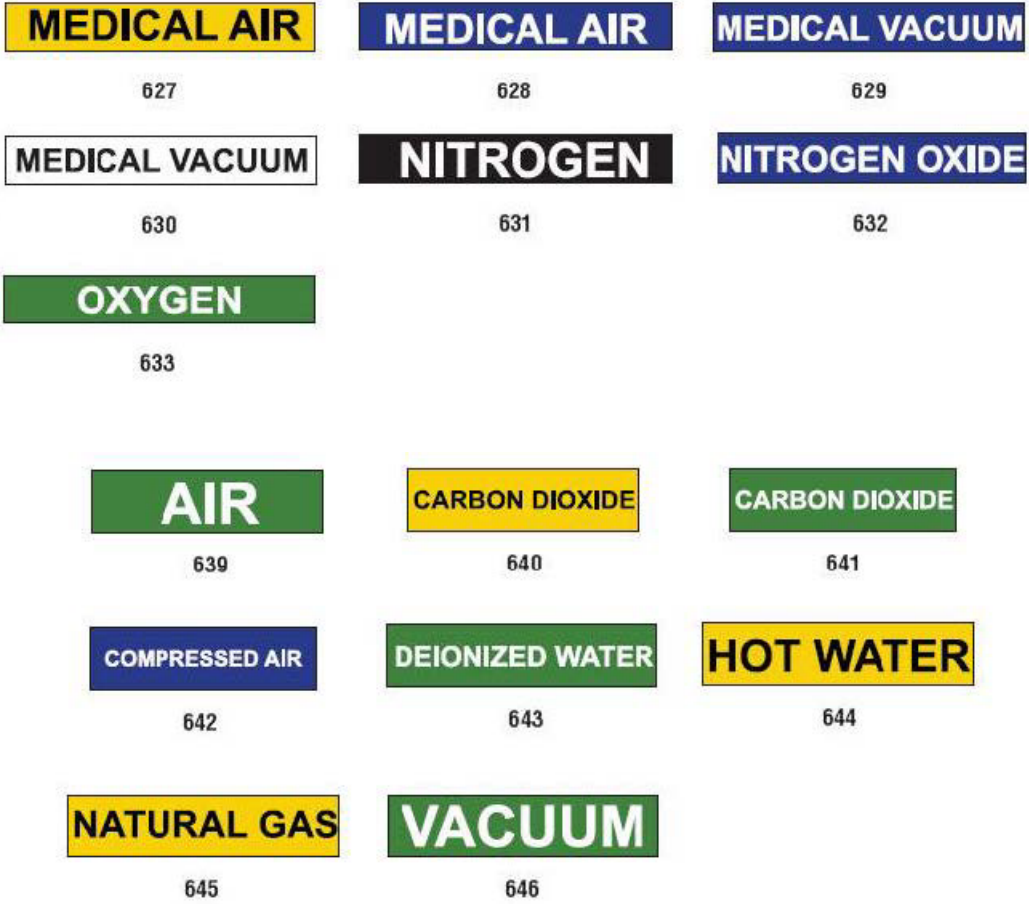 MEDICAL AIR
MEDICAL AIR
MEDICAL VACUUM
627
628
629
MEDICAL VACUUM
NITROGEN
NITROGEN OXIDE
630
631
632
OXYGEN
633
AIR
CARBON DIOXIDE
CARBON DIOXIDE
639
640
641
COMPRESSED AIR
DEIONIZED WATER
HOT WATER
642
643
644
NATURAL GAS
VACUUM
645
646